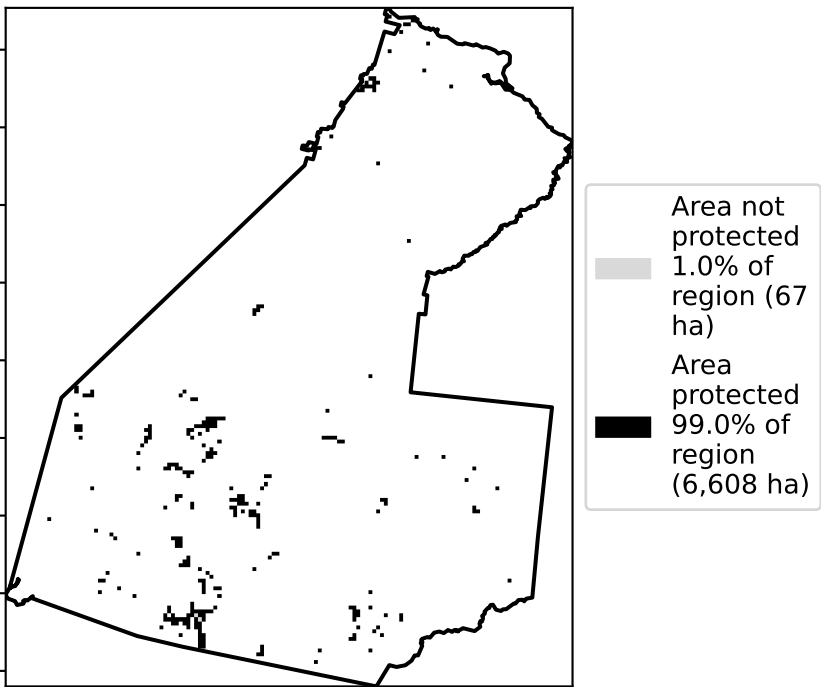 Area not
protected
1.0% of
region (67
ha)
Area
protected
99.0% of
region
(6,608 ha)